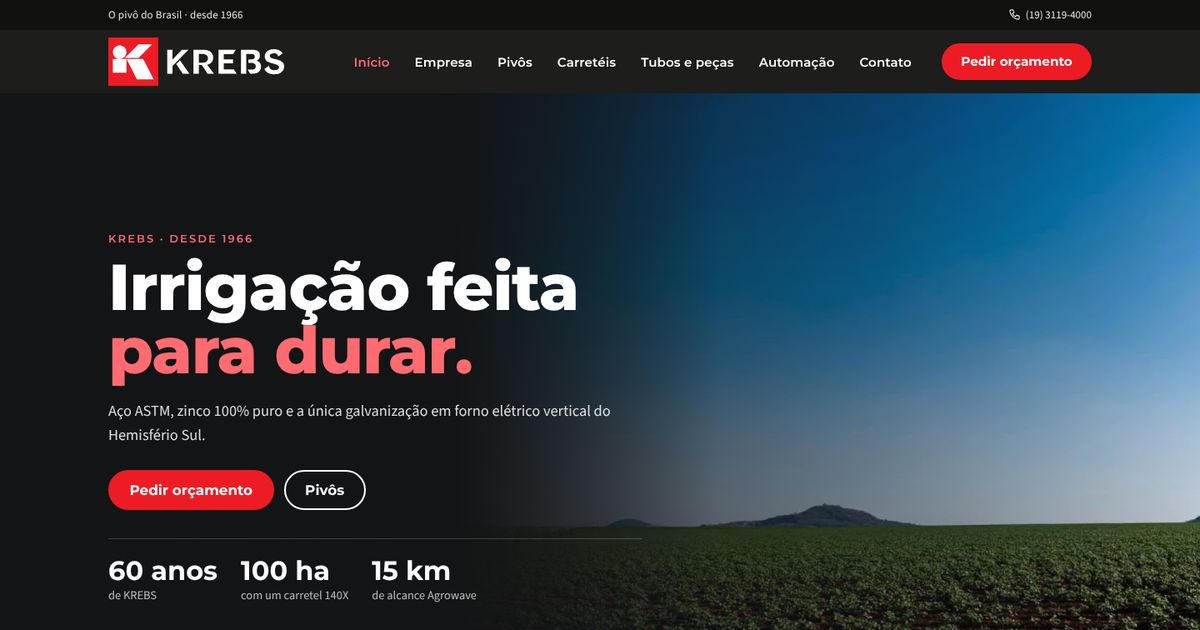 O pivô do Brasil · desde 1966
(19) 3119-4000
KREBS
Início
Empresa
Pivôs
Carretéis
Tubos e peças
Automação
Contato
Pedir orçamento
KREBS · DESDE 1966
Irrigação feita
para durar.
Aço ASTM, zinco 100% puro e a única galvanização em forno elétrico vertical do
Hemisfério Sul.
Pedir orçamento
Pivôs
60 anos
de KREBS
100 ha
com um carretel 140X
15 km
de alcance Agrowave